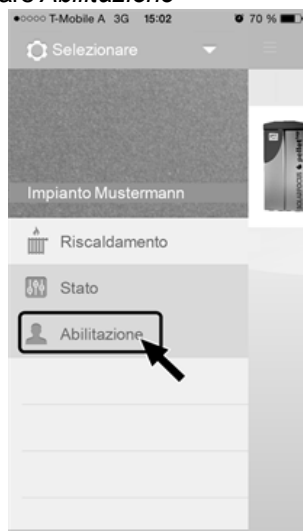 are Abilitazione
T-Mobile A 3G 15:02 70 %
Selezionare
Impianto Mustermann
Riscaldamento
Stato
Abilitazione